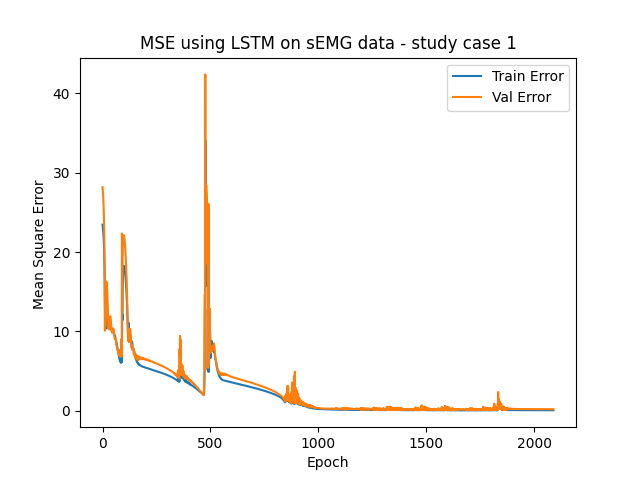 MSE using LSTM on sEMG data - study case 1
Train Error
Val Error
Mean Square Error
40
30
20
10
0
0 500 1000 1500 2000
Epoch